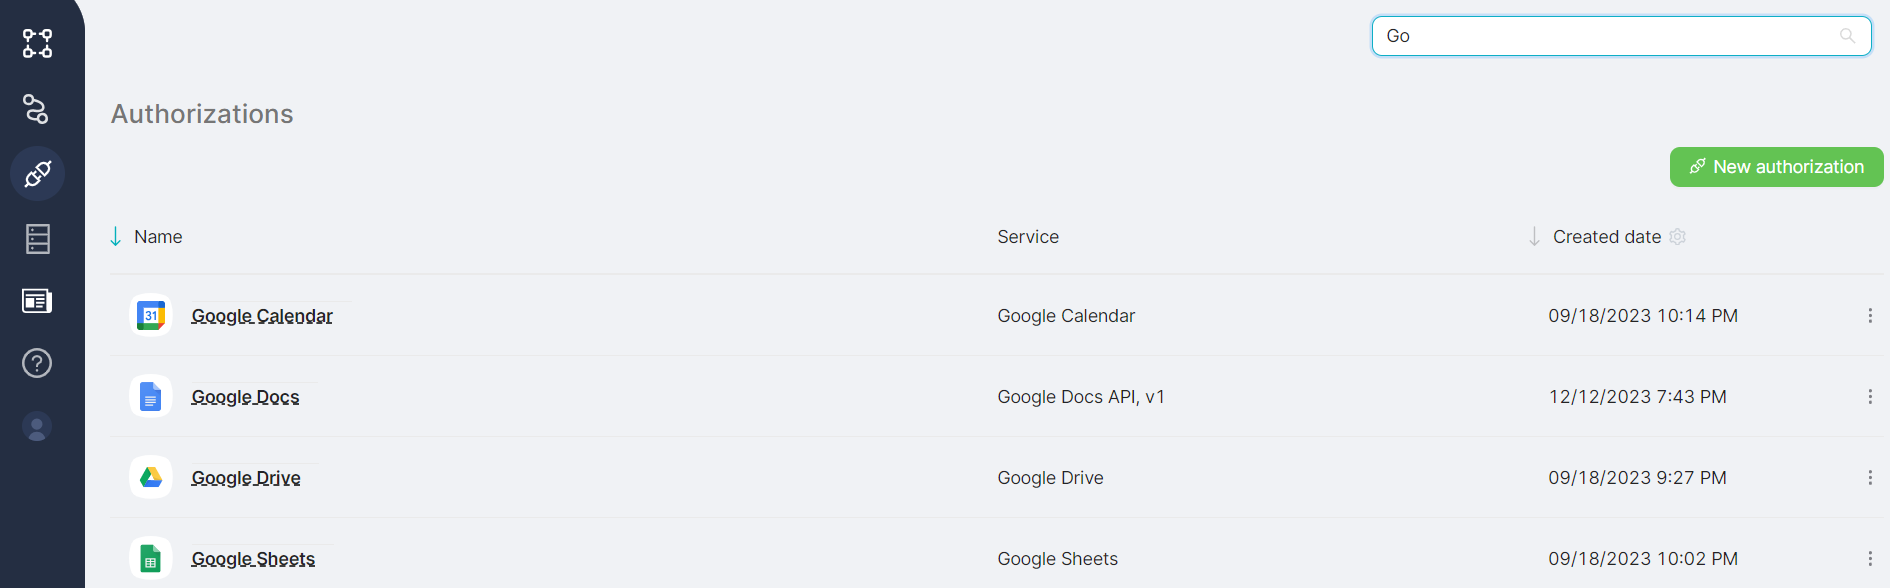 Go
Authorizations
New authorization
Name Service Created date
31 Google Calendar Google Calendar 09/18/2023 10:14 PM
Google Docs Google Docs API, v1 12/12/2023 7:43 PM
Google Drive Google Drive 09/18/2023 9:27 PM
Google Sheets Google Sheets 09/18/2023 10:02 PM